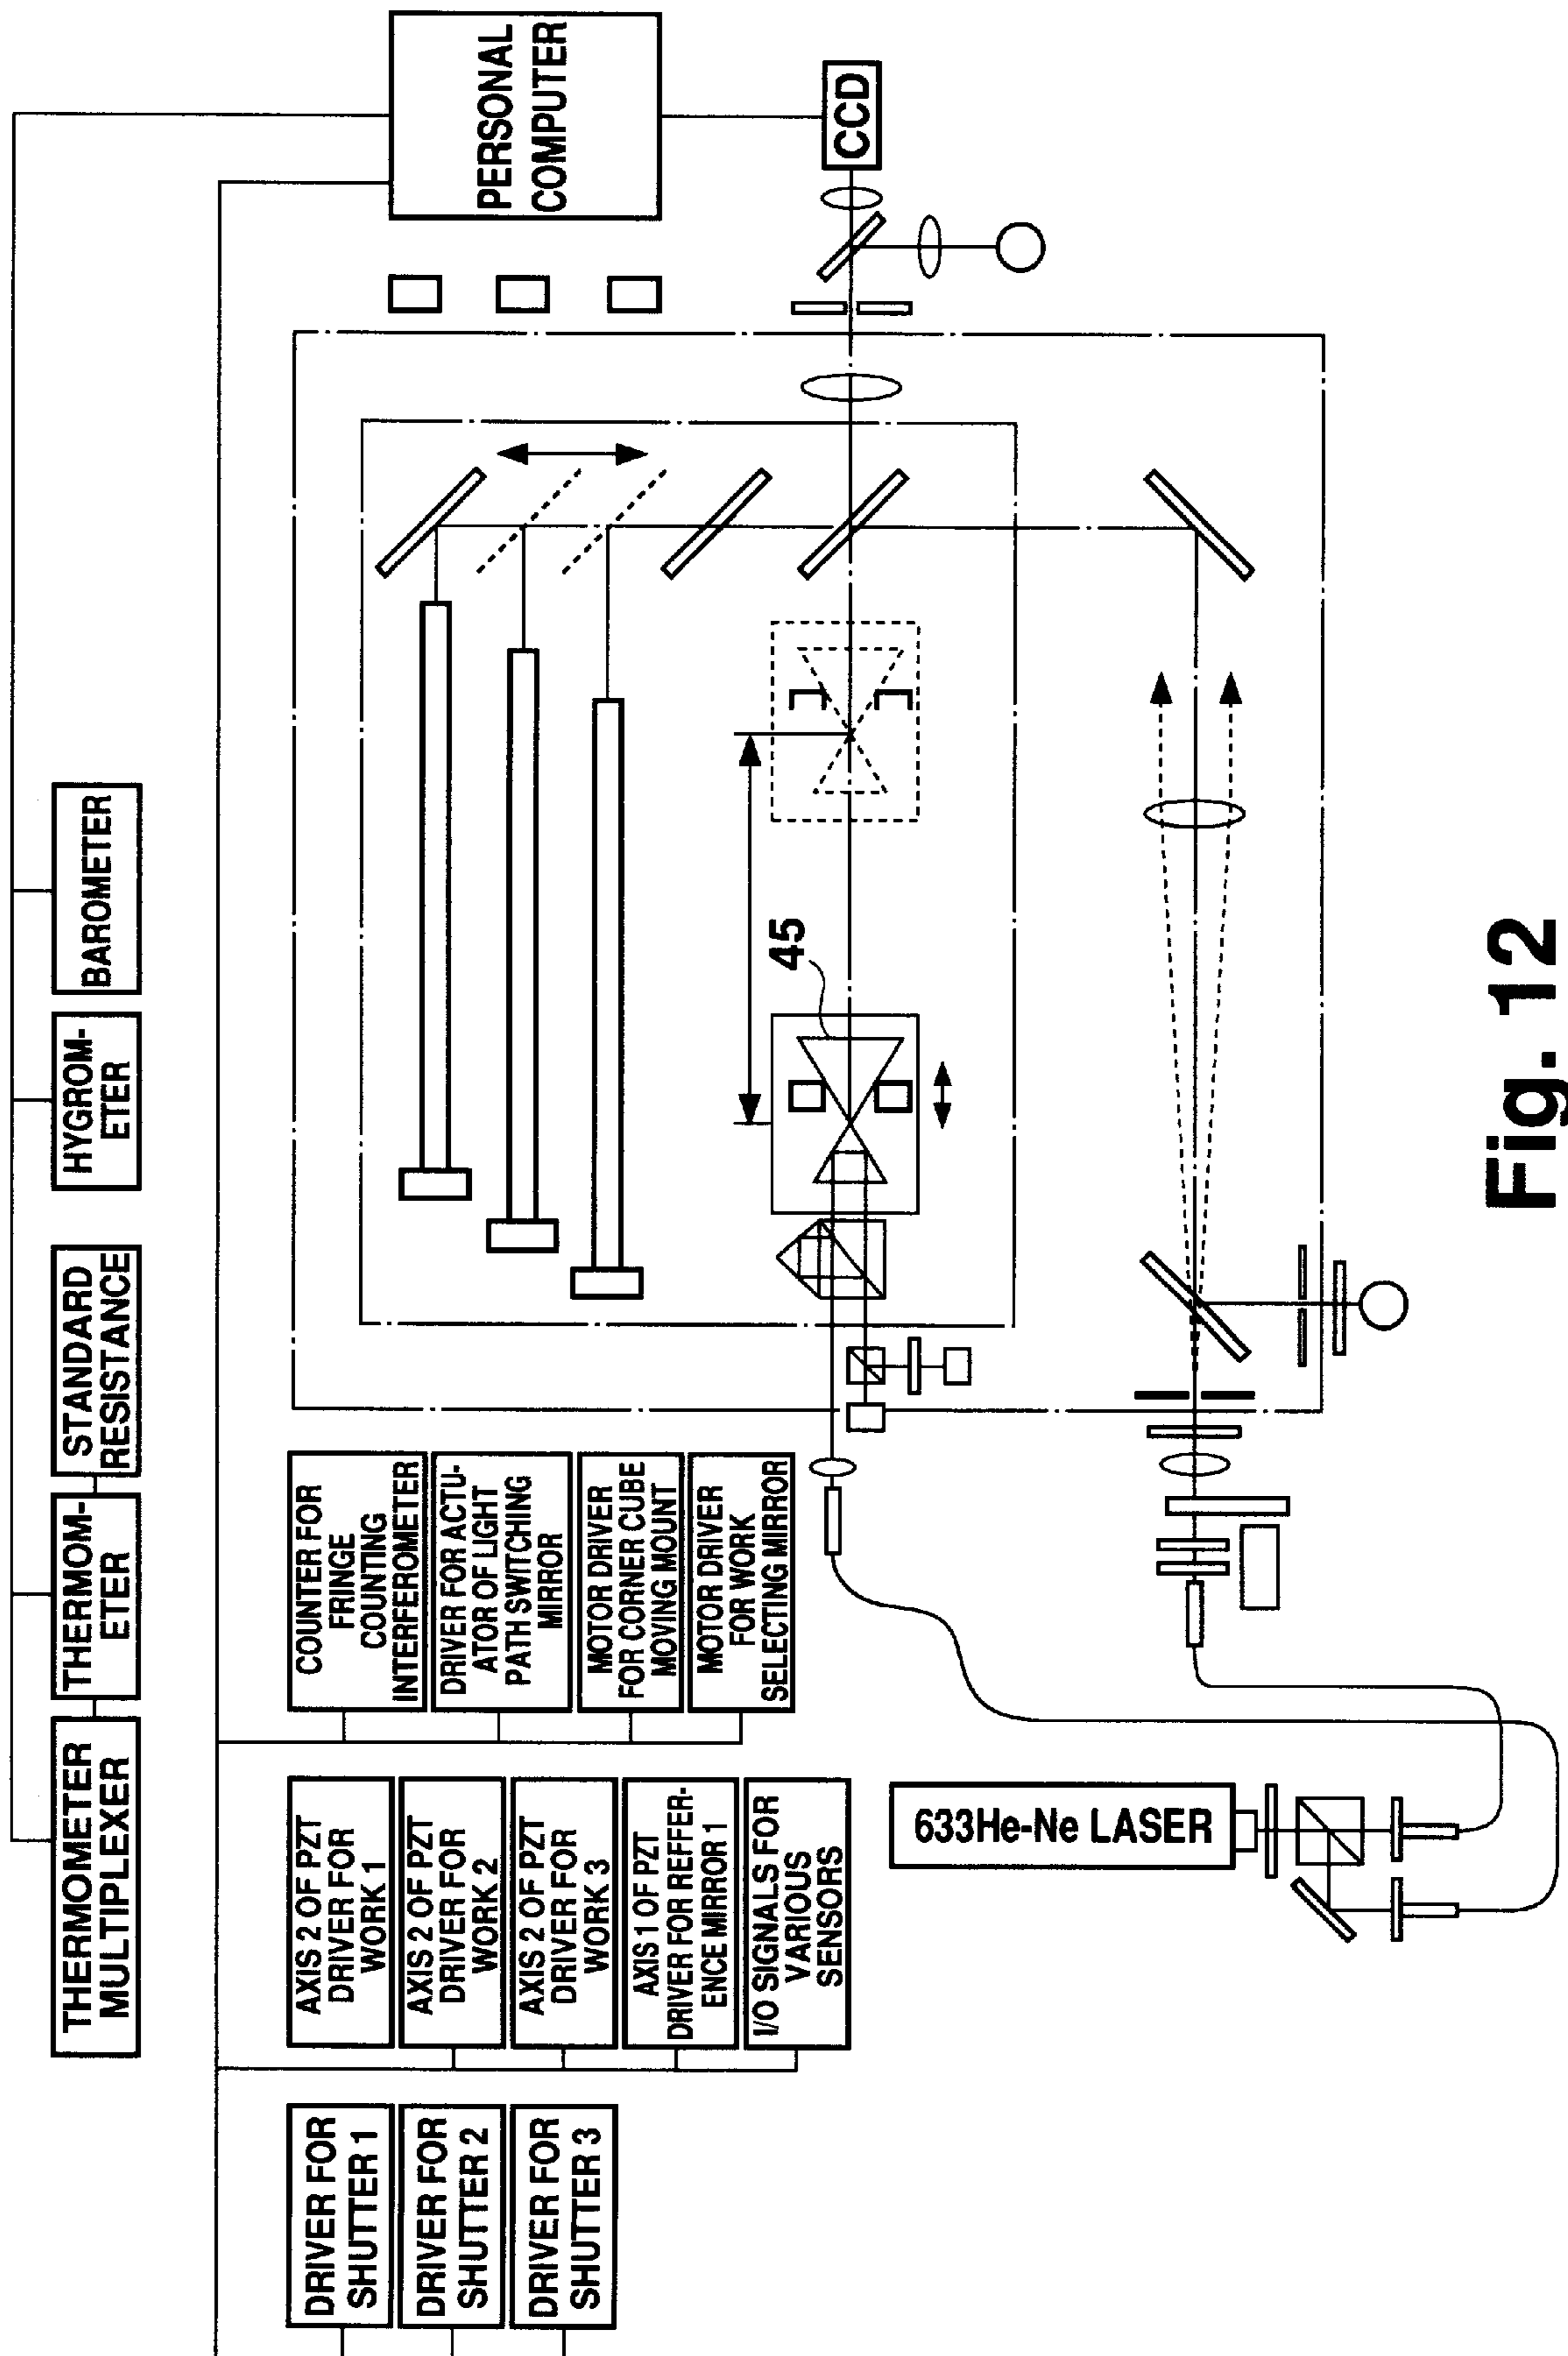 THERMOMETER
MULTIPLEXER
THERMOM-
ETER
STANDARD
RESISTANCE
HYGROM-
ETER
BAROMETER
DRIVER FOR
SHUTTER 1
DRIVER FOR
SHUTTER 2
DRIVER FOR
SHUTTER 3
AXIS 2 OF PZT
DRIVER FOR
WORK 1
AXIS 2 OF PZT
DRIVER FOR
WORK 2
AXIS 2 OF PZT
DRIVER FOR
WORK 3
AXIS 1 OF PZT
DRIVER FOR REFFER-
ENCE MIRROR 1
I/O SIGNALS FOR
VARIOUS
SENSORS
COUNTER FOR
FRINGE
COUNTING
INTERFEROMETER
DRIVER FOR ACTU-
ATOR OF LIGHT
PATH SWITCHING
MIRROR
MOTOR DRIVER
FOR CORNER CUBE
MOVING MOUNT
MOTOR DRIVER
FOR WORK
SELECTING MIRROR
PERSONAL
COMPUTER
CCD
45
633He-Ne LASER
Fig. 12